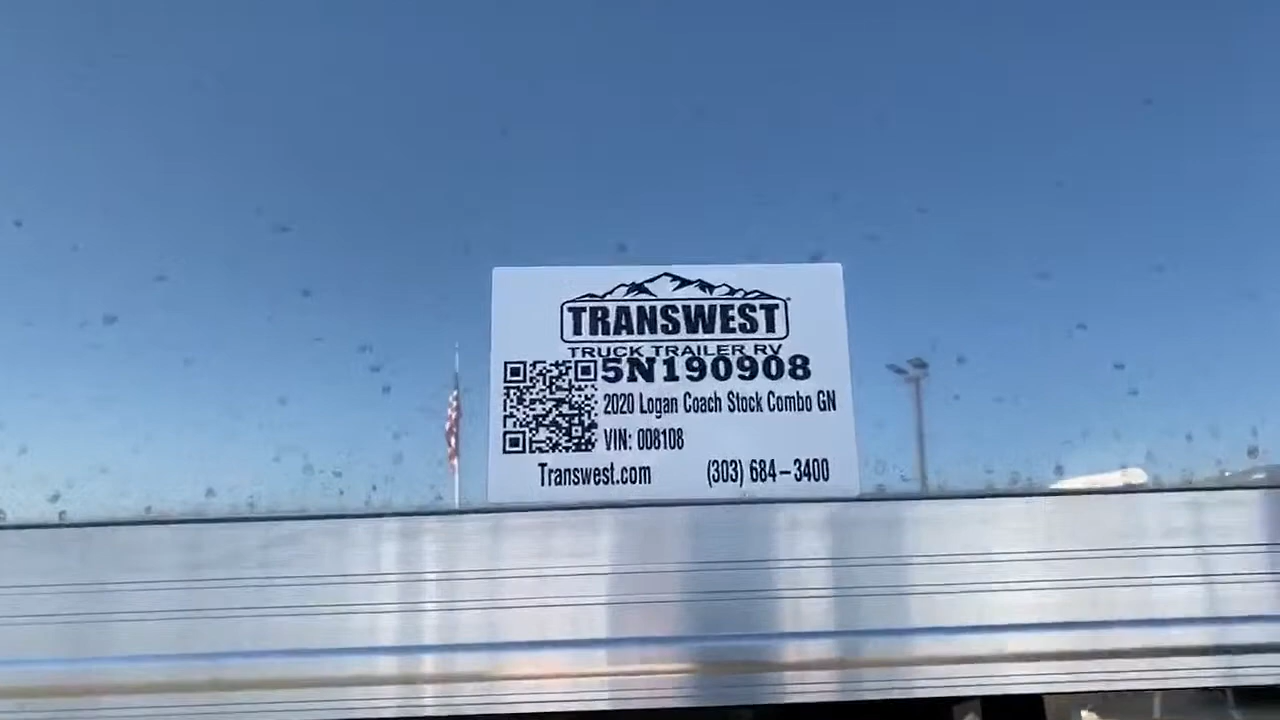 TRANSWEST
TRUCK TRAILER RV
5N190908
2020 Logan Coach Stock Combo GN
VIN: 008108
Transwest.com (303) 684-3400